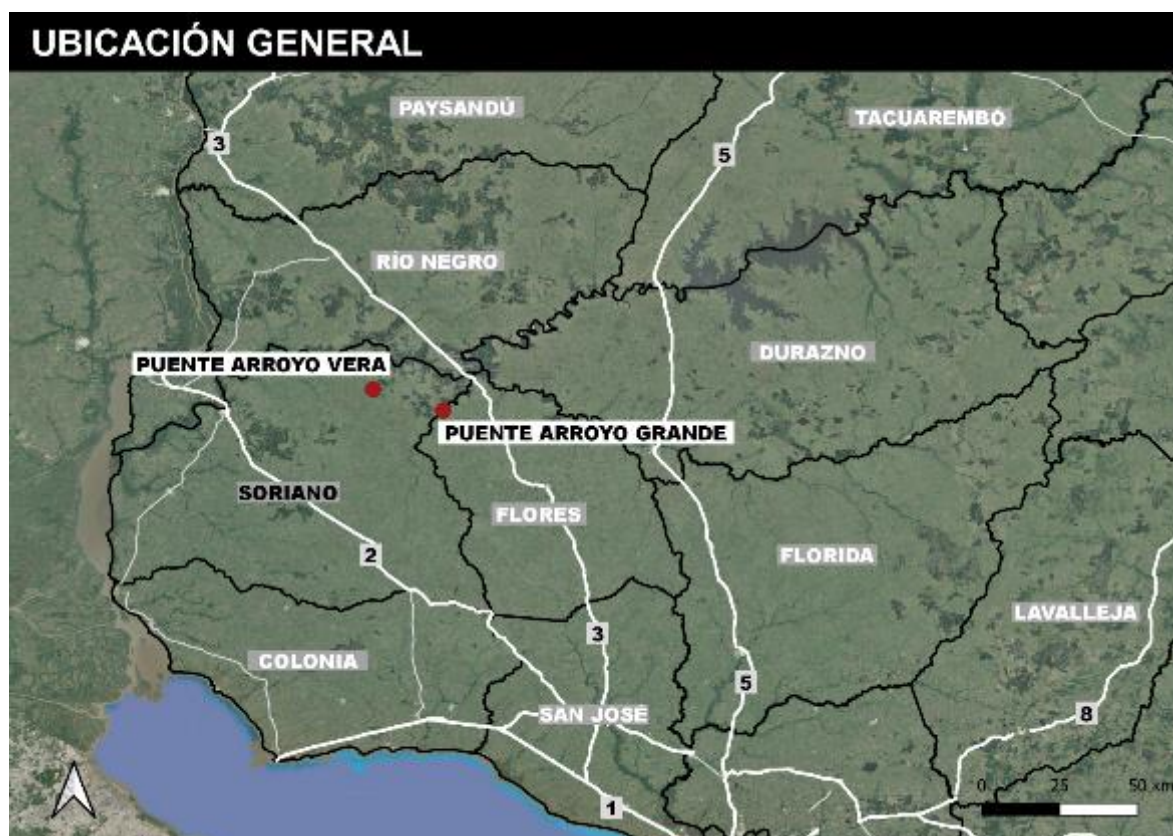 UBICACIÓN GENERAL
PAYSANDÚ
TACUAREMBÓ
3
5
RÍO NEGRO
DURAZNO
PUENTE ARROYO VERA
PUENTE ARROYO GRANDE
SORIANO
FLORES
2
FLORIDA
LAVALLEJA
3
COLONIA
5
SAN JOSÉ
8
0 25 50 km
1